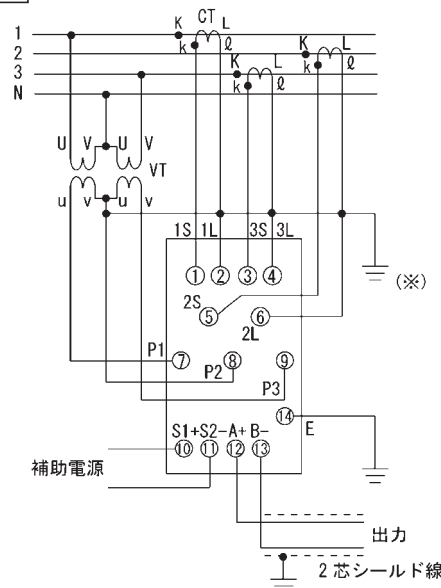 K CT L
1
2
K L
k ℓ
k ℓ
3
K L
k ℓ
N
U V U V
VT
u v u v
1S 1L 3S 3L
① ② ③ ④
(※)
2S
⑤ ⑥
2L
P1 ⑦ ⑧ ⑨
P2 P3
⑭ E
S1+ S2- A+ B-
⑩ ⑪ ⑫ ⑬
補助電源
出力
2芯シールド線